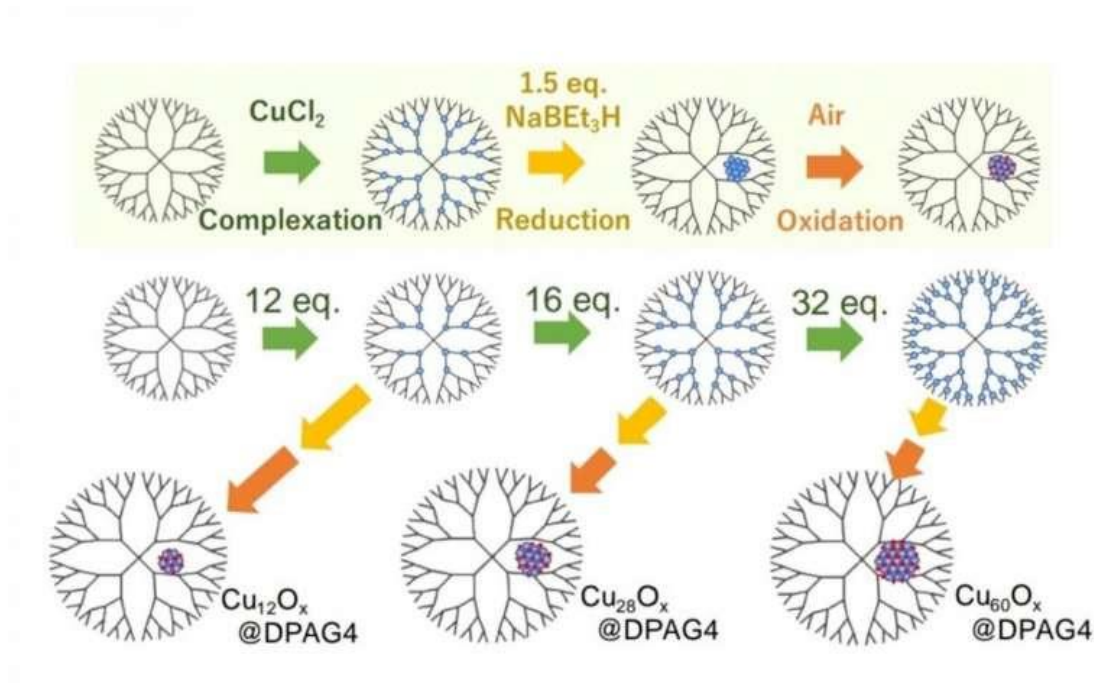 CuCl₂
Complexation
1.5 eq.
NaBEt₃H
Reduction
Air
Oxidation
12 eq.
16 eq.
32 eq.
Cu₁₂Oₓ
@DPAG4
Cu₂₈Oₓ
@DPAG4
Cu₆₀Oₓ
@DPAG4